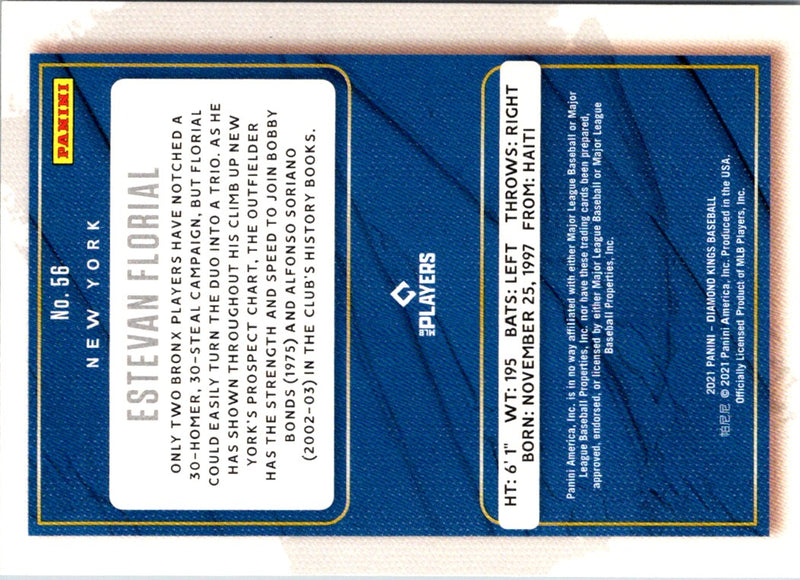 PANINI
No. 56
NEW YORK
ESTEVAN FLORIAL
ONLY TWO BRONX PLAYERS HAVE NOTCHED A
30-HOMER, 30-STEAL CAMPAIGN, BUT FLORIAL
COULD EASILY TURN THE DUO INTO A TRIO. AS HE
HAS SHOWN THROUGHOUT HIS CLIMB UP NEW
YORK'S PROSPECT CHART, THE OUTFIELDER
HAS THE STRENGTH AND SPEED TO JOIN BOBBY
BONDS (1975) AND ALFONSO SORIANO
(2002-03) IN THE CLUB'S HISTORY BOOKS.
MLB PLAYERS
HT: 6' 1" WT: 195 BATS: LEFT THROWS: RIGHT
BORN: NOVEMBER 25, 1997 FROM: HAITI
Panini America, Inc. is in no way affiliated with either Major League Baseball or Major
League Baseball Properties, Inc. nor have these trading cards been prepared,
approved, endorsed, or licensed by either Major League Baseball or Major League
Baseball Properties, Inc.
2021 PANINI – DIAMOND KINGS BASEBALL
帕尼尼 © 2021 Panini America, Inc. Produced in the USA.
Officially Licensed Product of MLB Players, Inc.